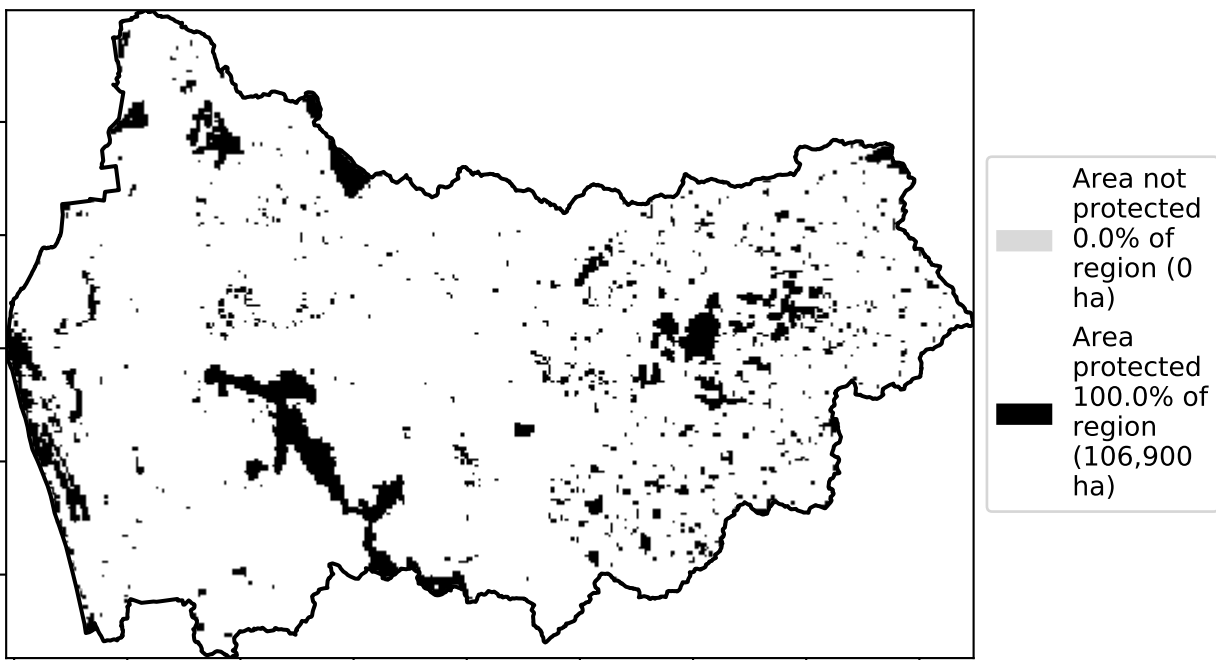 Area not
protected
0.0% of
region (0
ha)
Area
protected
100.0% of
region
(106,900
ha)